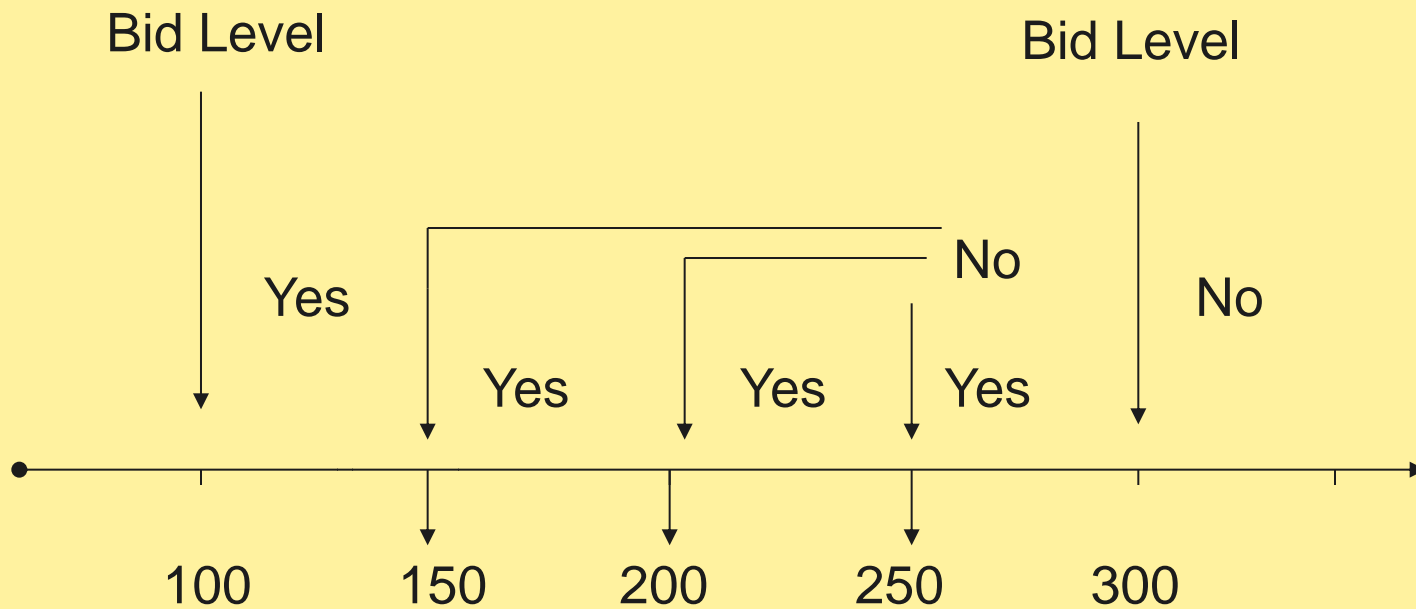 Bid Level
Bid Level
No
Yes
No
Yes
Yes
Yes
100
150
200
250
300